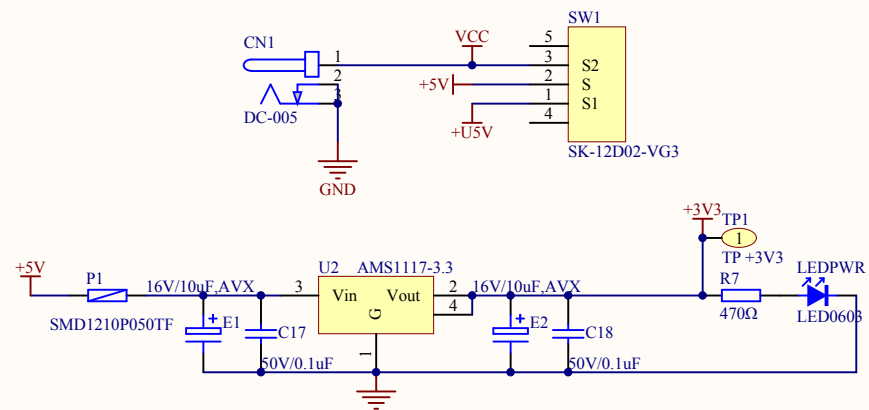 SW1
CN1
VCC
5
1
3
S2
2
+5V
2
S
3
1
S1
DC-005
4
+U5V
SK-12D02-VG3
GND
+3V3
TP1
1
+5V
TP +3V3
P1
U2
AMS1117-3.3
R7
LEDPWR
16V/10uF,AVX
3
Vin
Vout
2
16V/10uF,AVX
4
G
SMD1210P050TF
E1
C17
E2
C18
470Ω
LED0603
1
50V/0.1uF
50V/0.1uF